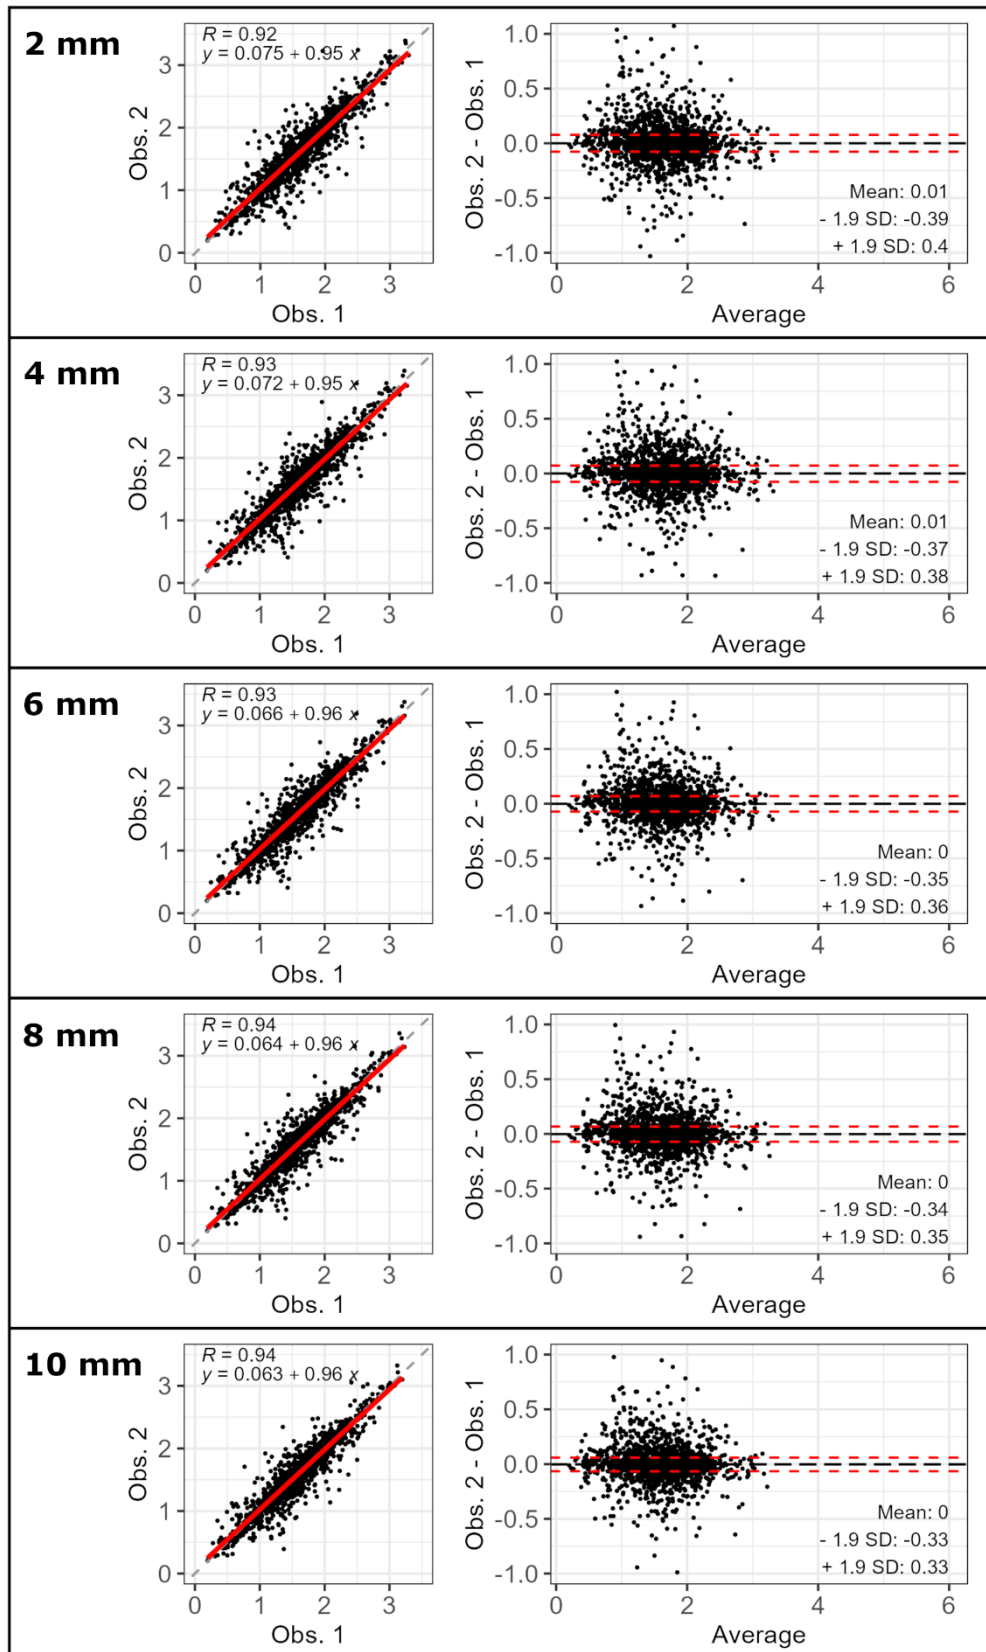 2 mm
R = 0.92
y = 0.075 + 0.95 x
3
2
1
0
Obs. 2
0 1 2 3
Obs. 1
1.0
0.5
0.0
-0.5
-1.0
Obs. 2 - Obs. 1
Mean: 0.01
- 1.9 SD: -0.39
+ 1.9 SD: 0.4
0 2 4 6
Average
4 mm
R = 0.93
y = 0.072 + 0.95 x
3
2
1
0
Obs. 2
0 1 2 3
Obs. 1
1.0
0.5
0.0
-0.5
-1.0
Obs. 2 - Obs. 1
Mean: 0.01
- 1.9 SD: -0.37
+ 1.9 SD: 0.38
0 2 4 6
Average
6 mm
R = 0.93
y = 0.066 + 0.96 x
3
2
1
0
Obs. 2
0 1 2 3
Obs. 1
1.0
0.5
0.0
-0.5
-1.0
Obs. 2 - Obs. 1
Mean: 0
- 1.9 SD: -0.35
+ 1.9 SD: 0.36
0 2 4 6
Average
8 mm
R = 0.94
y = 0.064 + 0.96 x
3
2
1
0
Obs. 2
0 1 2 3
Obs. 1
1.0
0.5
0.0
-0.5
-1.0
Obs. 2 - Obs. 1
Mean: 0
- 1.9 SD: -0.34
+ 1.9 SD: 0.35
0 2 4 6
Average
10 mm
R = 0.94
y = 0.063 + 0.96 x
3
2
1
0
Obs. 2
0 1 2 3
Obs. 1
1.0
0.5
0.0
-0.5
-1.0
Obs. 2 - Obs. 1
Mean: 0
- 1.9 SD: -0.33
+ 1.9 SD: 0.33
0 2 4 6
Average